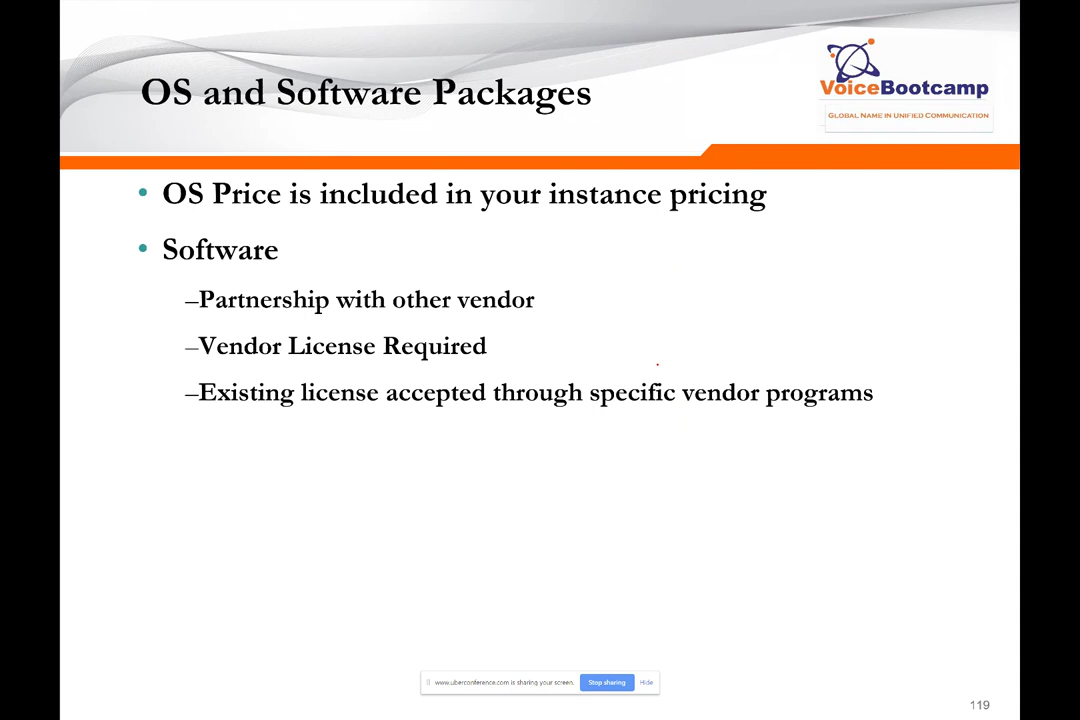 OS and Software Packages
VoiceBootcamp
Global Name in Unified Communication
• OS Price is included in your instance pricing
• Software
–Partnership with other vendor
–Vendor License Required
–Existing license accepted through specific vendor programs
www.uberconference.com is sharing your screen. Stop sharing Hide
119